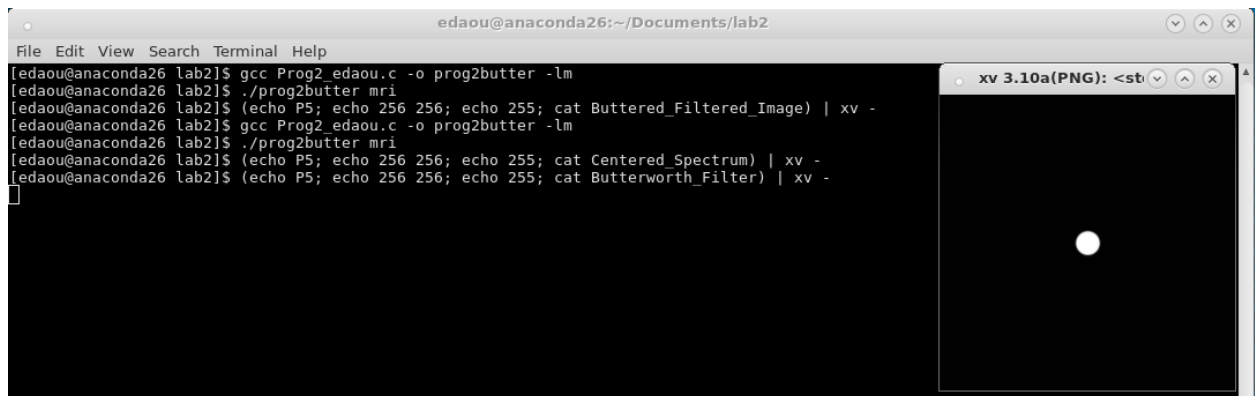 edaou@anaconda26:~/Documents/lab2
File Edit View Search Terminal Help
[edaou@anaconda26 lab2]$ gcc Prog2_edaou.c -o prog2butter -lm
[edaou@anaconda26 lab2]$ ./prog2butter mri
[edaou@anaconda26 lab2]$ (echo P5; echo 256 256; echo 255; cat Buttered_Filtered_Image) | xv -
[edaou@anaconda26 lab2]$ gcc Prog2_edaou.c -o prog2butter -lm
[edaou@anaconda26 lab2]$ ./prog2butter mri
[edaou@anaconda26 lab2]$ (echo P5; echo 256 256; echo 255; cat Centered_Spectrum) | xv -
[edaou@anaconda26 lab2]$ (echo P5; echo 256 256; echo 255; cat Butterworth_Filter) | xv -
xv 3.10a(PNG): <st